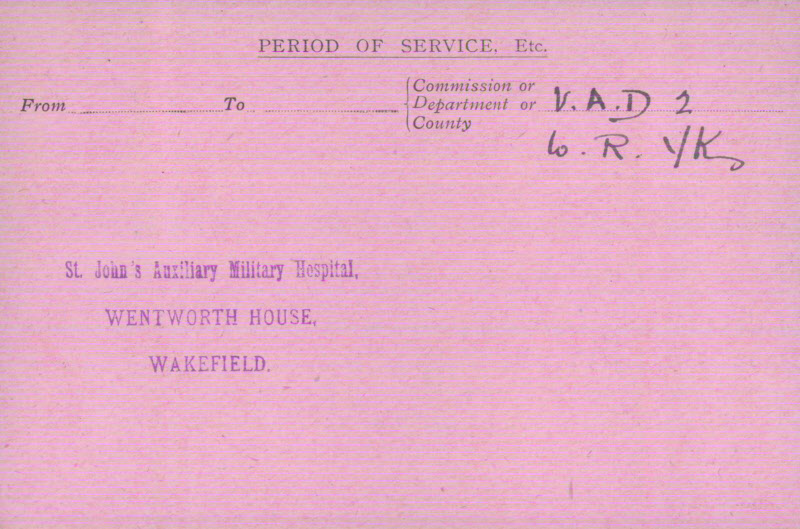 PERIOD OF SERVICE, Etc.
From To {Commission or Department or County V.A.D 2
W. R. Y/K
St. John's Auxiliary Military Hospital,
WENTWORTH HOUSE,
WAKEFIELD.